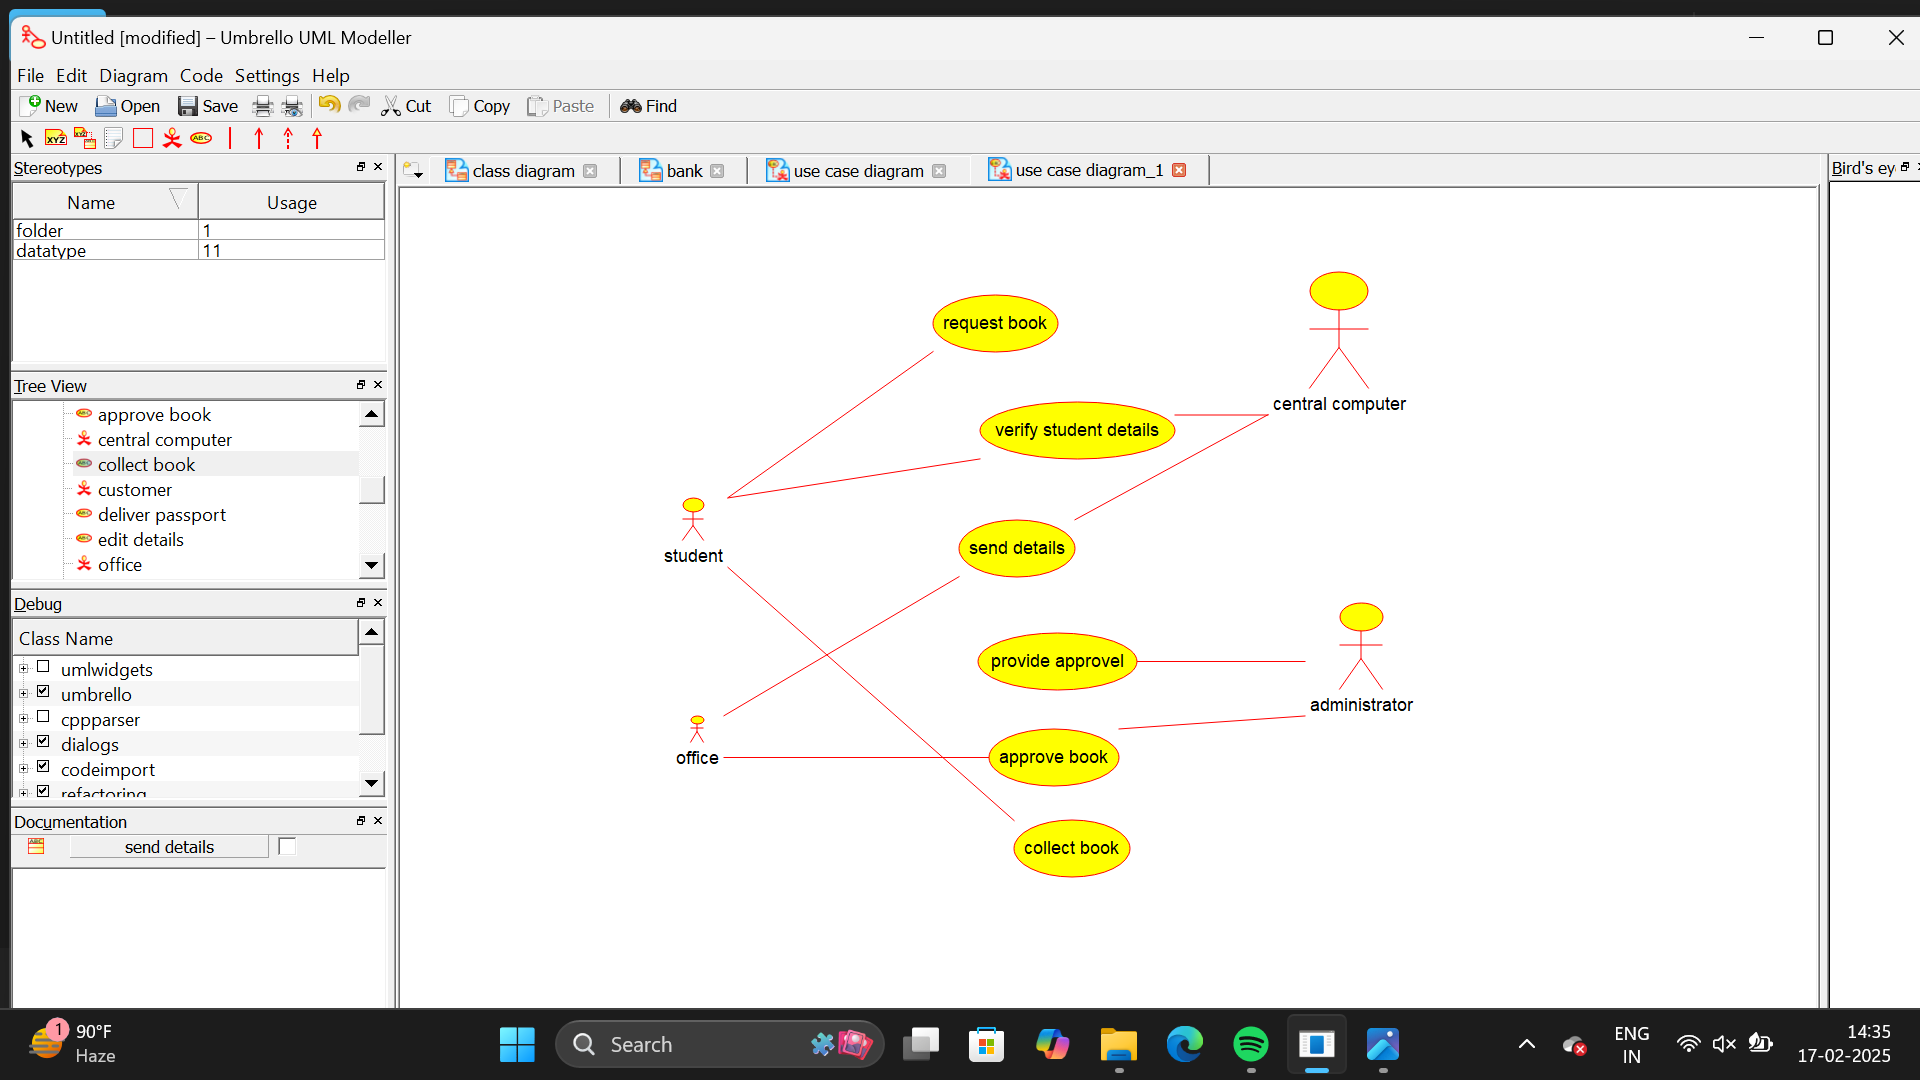 Untitled [modified] – Umbrello UML Modeller
File Edit Diagram Code Settings Help
New Open Save Cut Copy Paste Find
XYZ XYZ ABC
Stereotypes
Name Usage
folder 1
datatype 11
Tree View
approve book
central computer
collect book
customer
deliver passport
edit details
office
Debug
Class Name
umlwidgets
umbrello
cppparser
dialogs
codeimport
refactoring
Documentation
send details
class diagram bank use case diagram use case diagram_1
Bird's ey
request book
central computer
verify student details
student
send details
provide approvel
administrator
office
approve book
collect book
1
90°F
Haze
Search
ENG
IN
14:35
17-02-2025